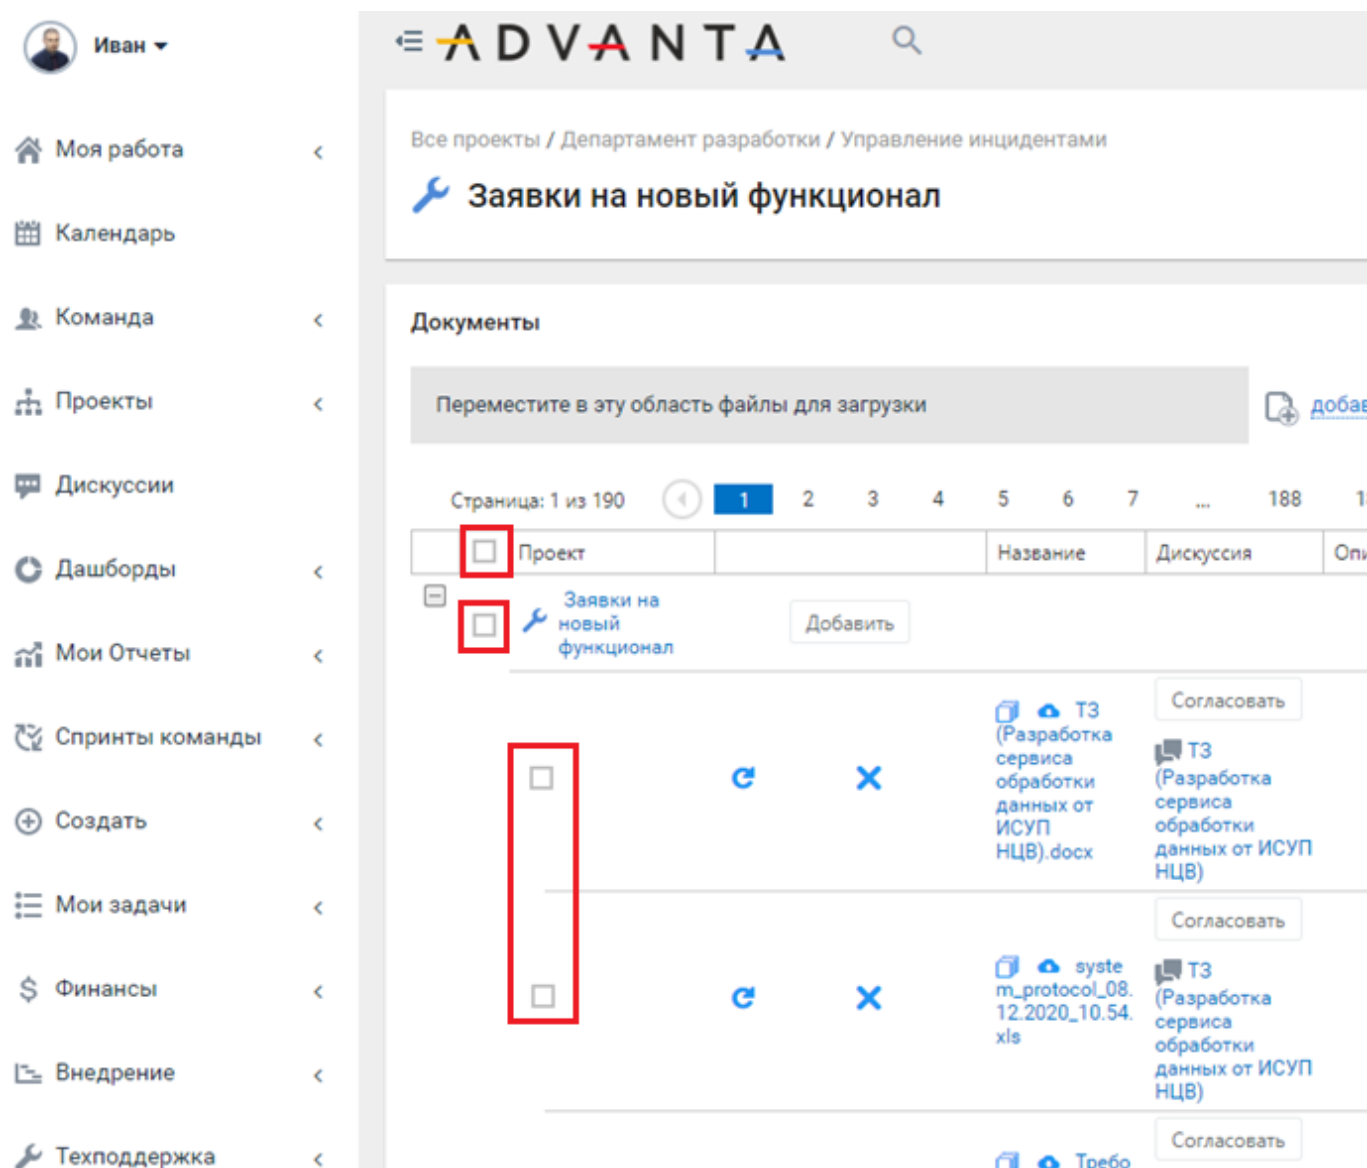 Иван
ADVANTA
Моя работа
Календарь
Команда
Проекты
Дискуссии
Дашборды
Мои Отчеты
Спринты команды
Создать
Мои задачи
Финансы
Внедрение
Техподдержка
Все проекты / Департамент разработки / Управление инцидентами
Заявки на новый функционал
Документы
Переместите в эту область файлы для загрузки
добав
Страница: 1 из 190 1 2 3 4 5 6 7 ... 188 18
Проект Название Дискуссия Опи
Заявки на
новый
функционал
Добавить
ТЗ
(Разработка
сервиса
обработки
данных от
ИСУП
НЦВ).docx
Согласовать
ТЗ
(Разработка
сервиса
обработки
данных от ИСУП
НЦВ)
syste
m_protocol_08.
12.2020_10.54.
xls
Согласовать
ТЗ
(Разработка
сервиса
обработки
данных от ИСУП
НЦВ)
Требо
Согласовать